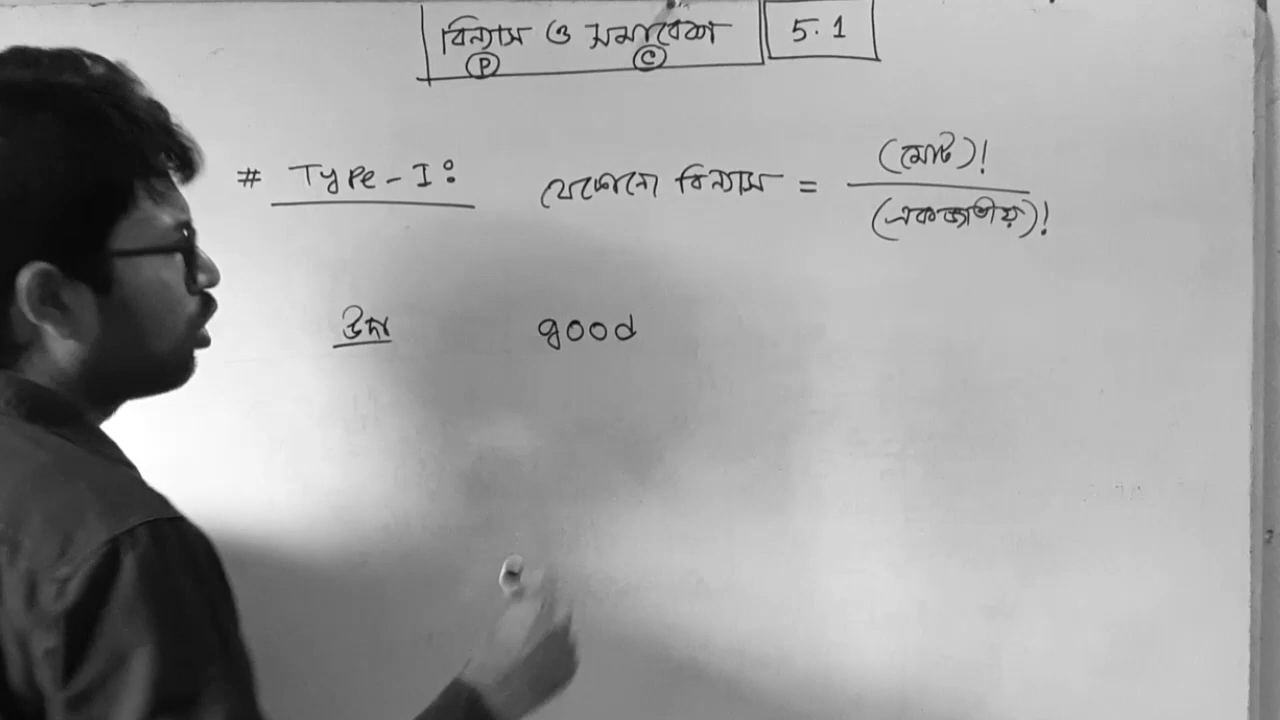 বিন্যাস ও সমাবেশ 5.1
P C
# Type-I: যেকোনো বিন্যাস = (মোট)! / (একজাতীয়)!
উদা good